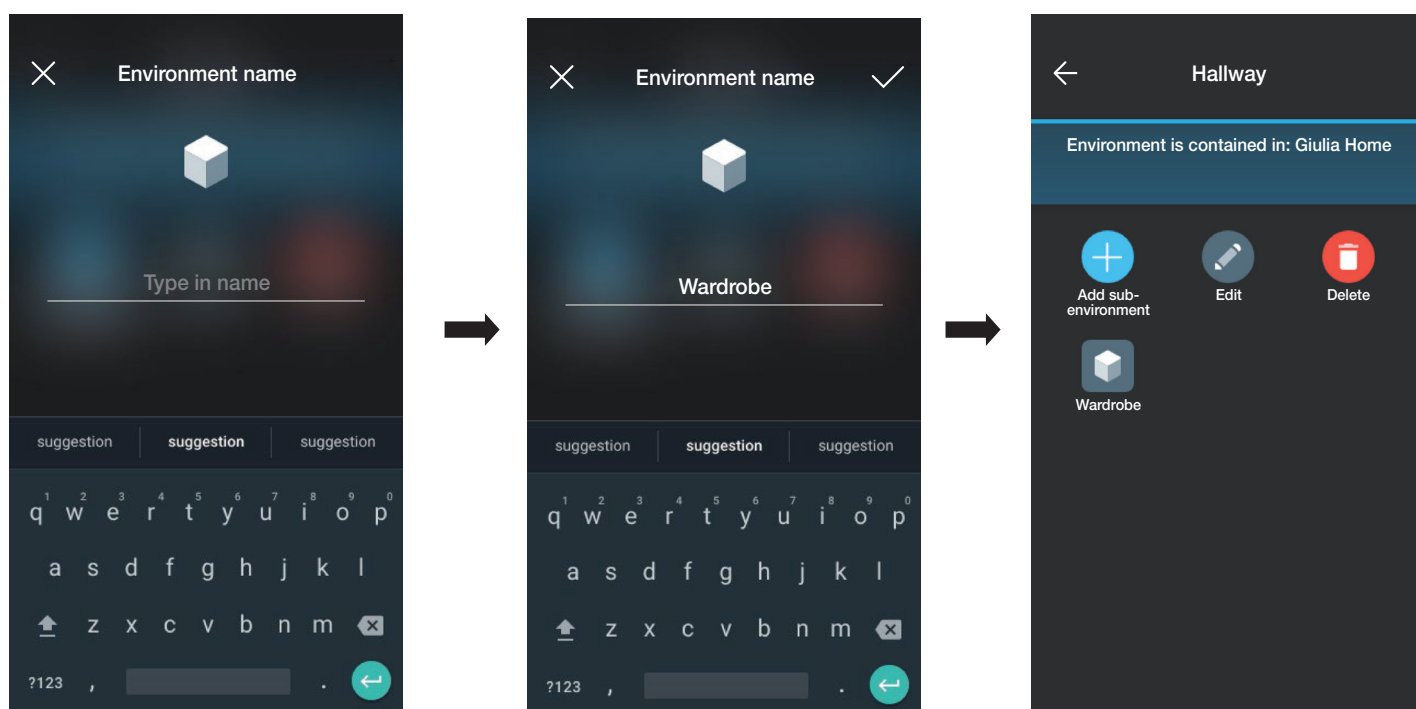 Environment name
Type in name
suggestion suggestion suggestion
1 2 3 4 5 6 7 8 9 0
q w e r t y u i o p
a s d f g h j k l
z x c v b n m
?123 , .
Environment name
Wardrobe
suggestion suggestion suggestion
1 2 3 4 5 6 7 8 9 0
q w e r t y u i o p
a s d f g h j k l
z x c v b n m
?123 , .
Hallway
Environment is contained in: Giulia Home
Add sub-
environment
Edit
Delete
Wardrobe